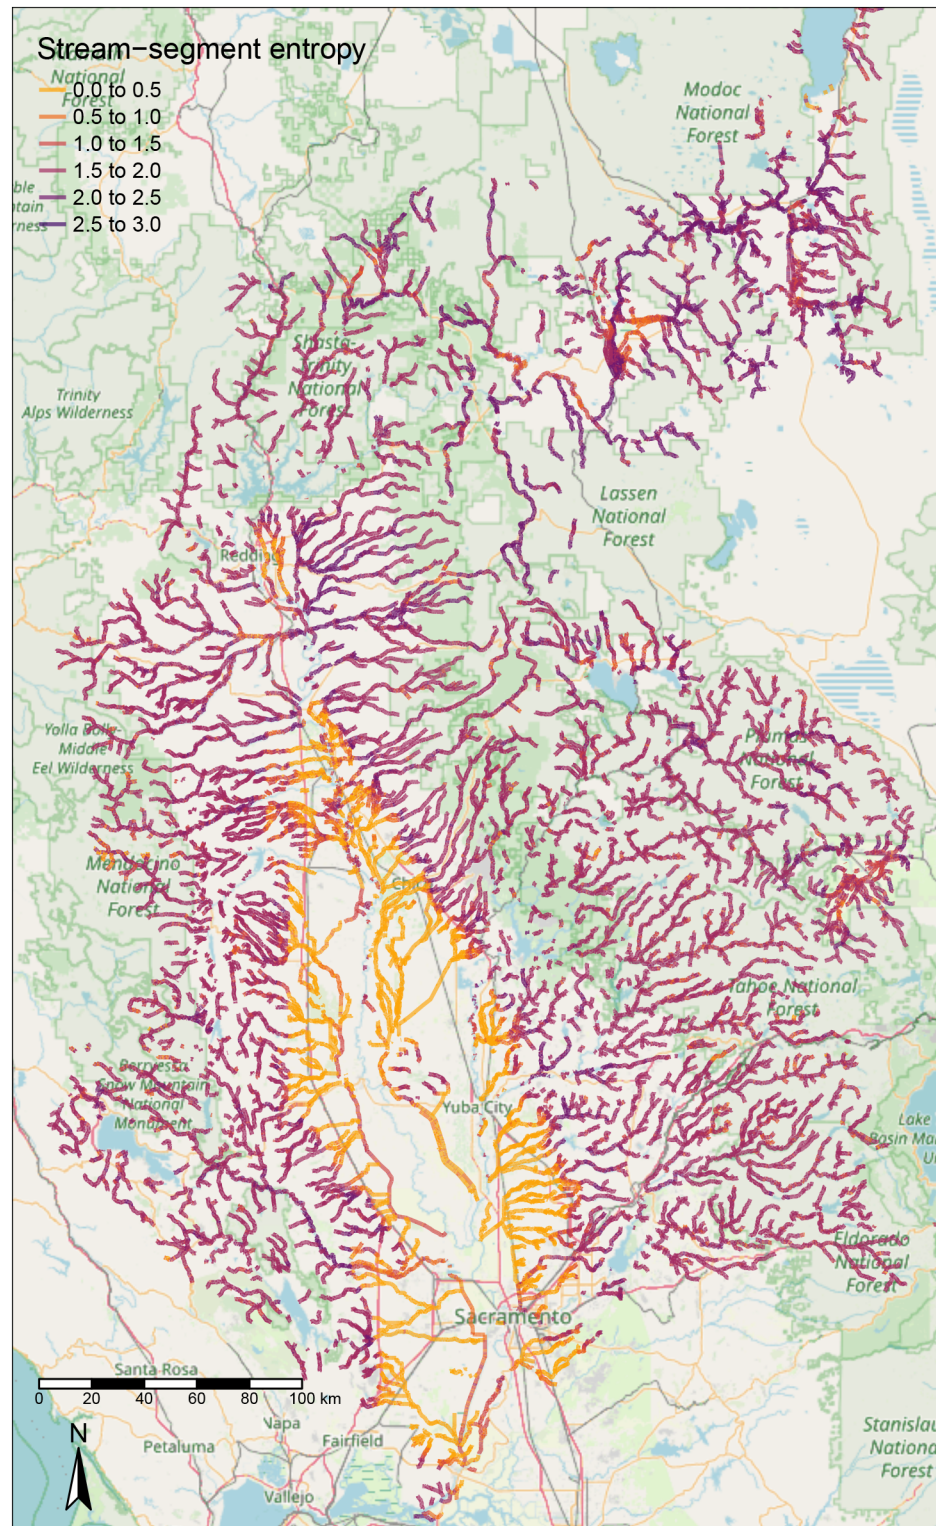 Stream−segment entropy
National
Forest
0.0 to 0.5
0.5 to 1.0
1.0 to 1.5
1.5 to 2.0
2.0 to 2.5
2.5 to 3.0
Modoc
National
Forest
Shasta-
Trinity
National
Forest
Trinity
Alps Wilderness
Lassen
National
Forest
Redding
Yolla Bolly-
Middle
Eel Wilderness
Plumas
National
Forest
Mendocino
National
Forest
Chico
Tahoe National
Forest
Berryessa
Snow Mountain
National
Monument
Yuba City
Lake
Basin
Eldorado
National
Forest
Sacramento
Santa Rosa
0 20 40 60 80 100 km
N
Napa
Petaluma
Fairfield
Vallejo
Stanislau
Nationa
Forest